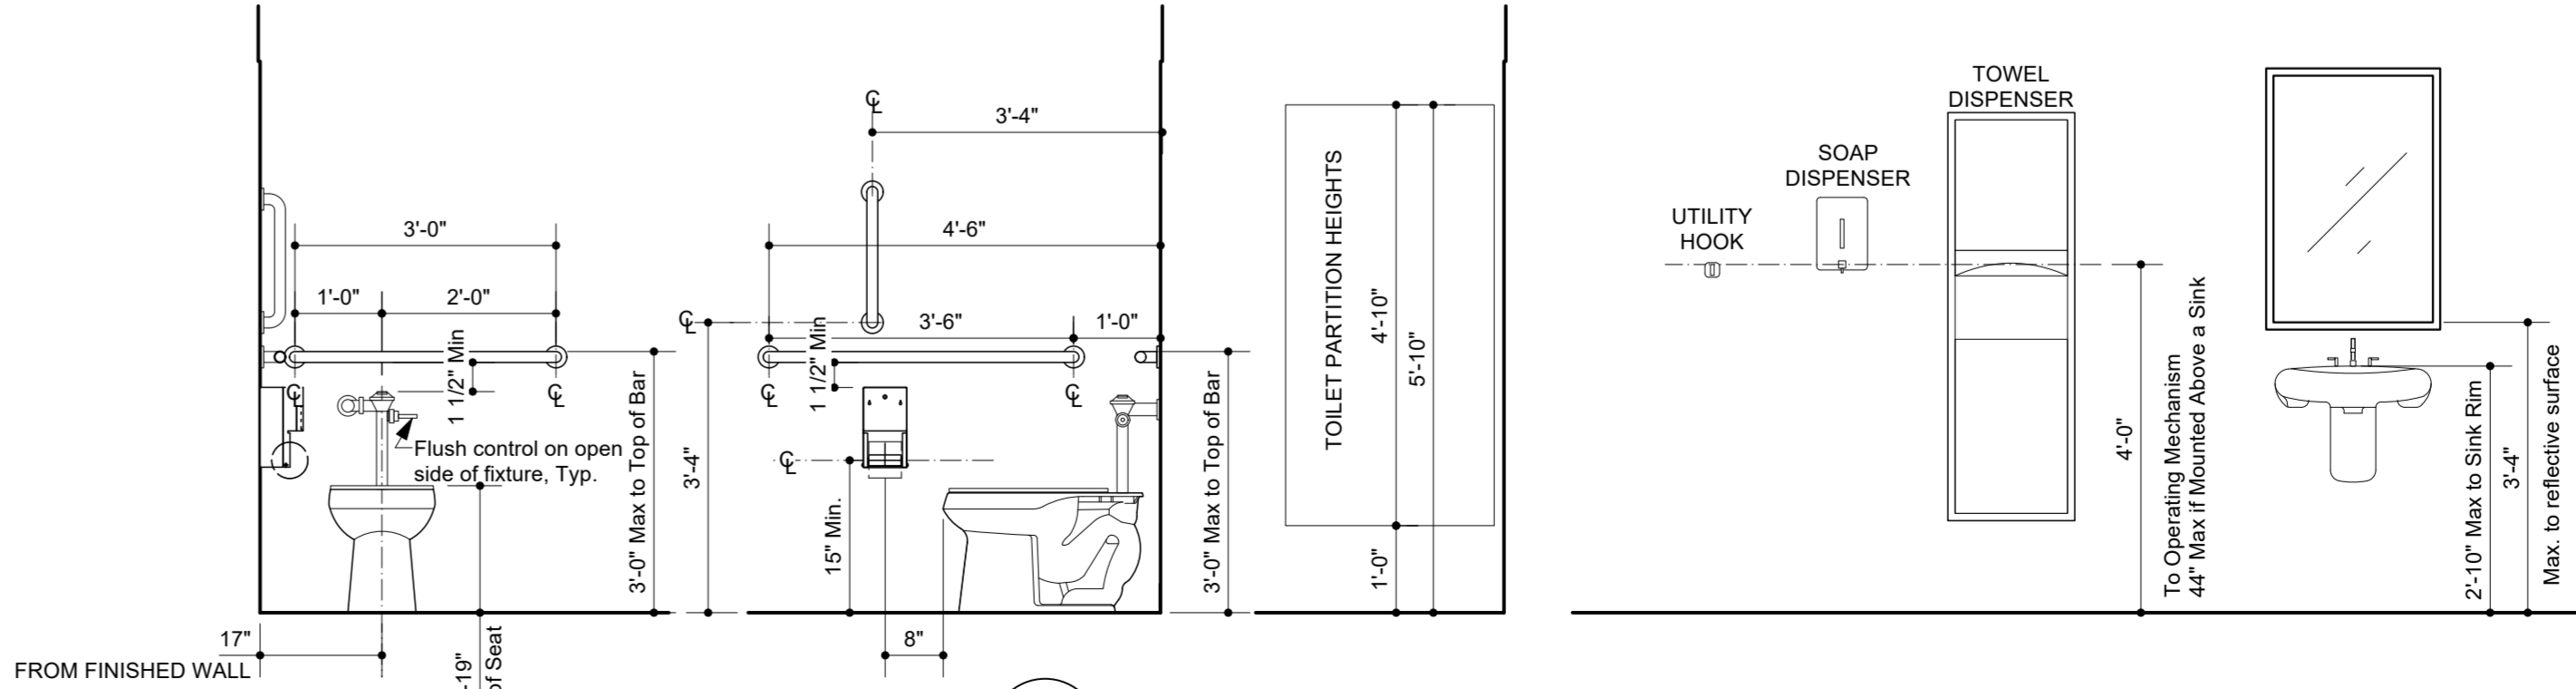 3'-0"
1'-0"
2'-0"
1 1/2" Min
Flush control on open
side of fixture, Typ.
3'-0" Max to Top of Bar
17"
FROM FINISHED WALL
-19"
of Seat
℄
℄
℄
3'-4"
4'-6"
3'-6"
1'-0"
℄
3'-4"
1 1/2" Min
℄
℄
℄
15" Min.
8"
3'-0" Max to Top of Bar
TOILET PARTITION HEIGHTS
4'-10"
5'-10"
1'-0"
UTILITY
HOOK
SOAP
DISPENSER
TOWEL
DISPENSER
4'-0"
To Operating Mechanism
44" Max if Mounted Above a Sink
2'-10" Max to Sink Rim
3'-4"
Max. to reflective surface